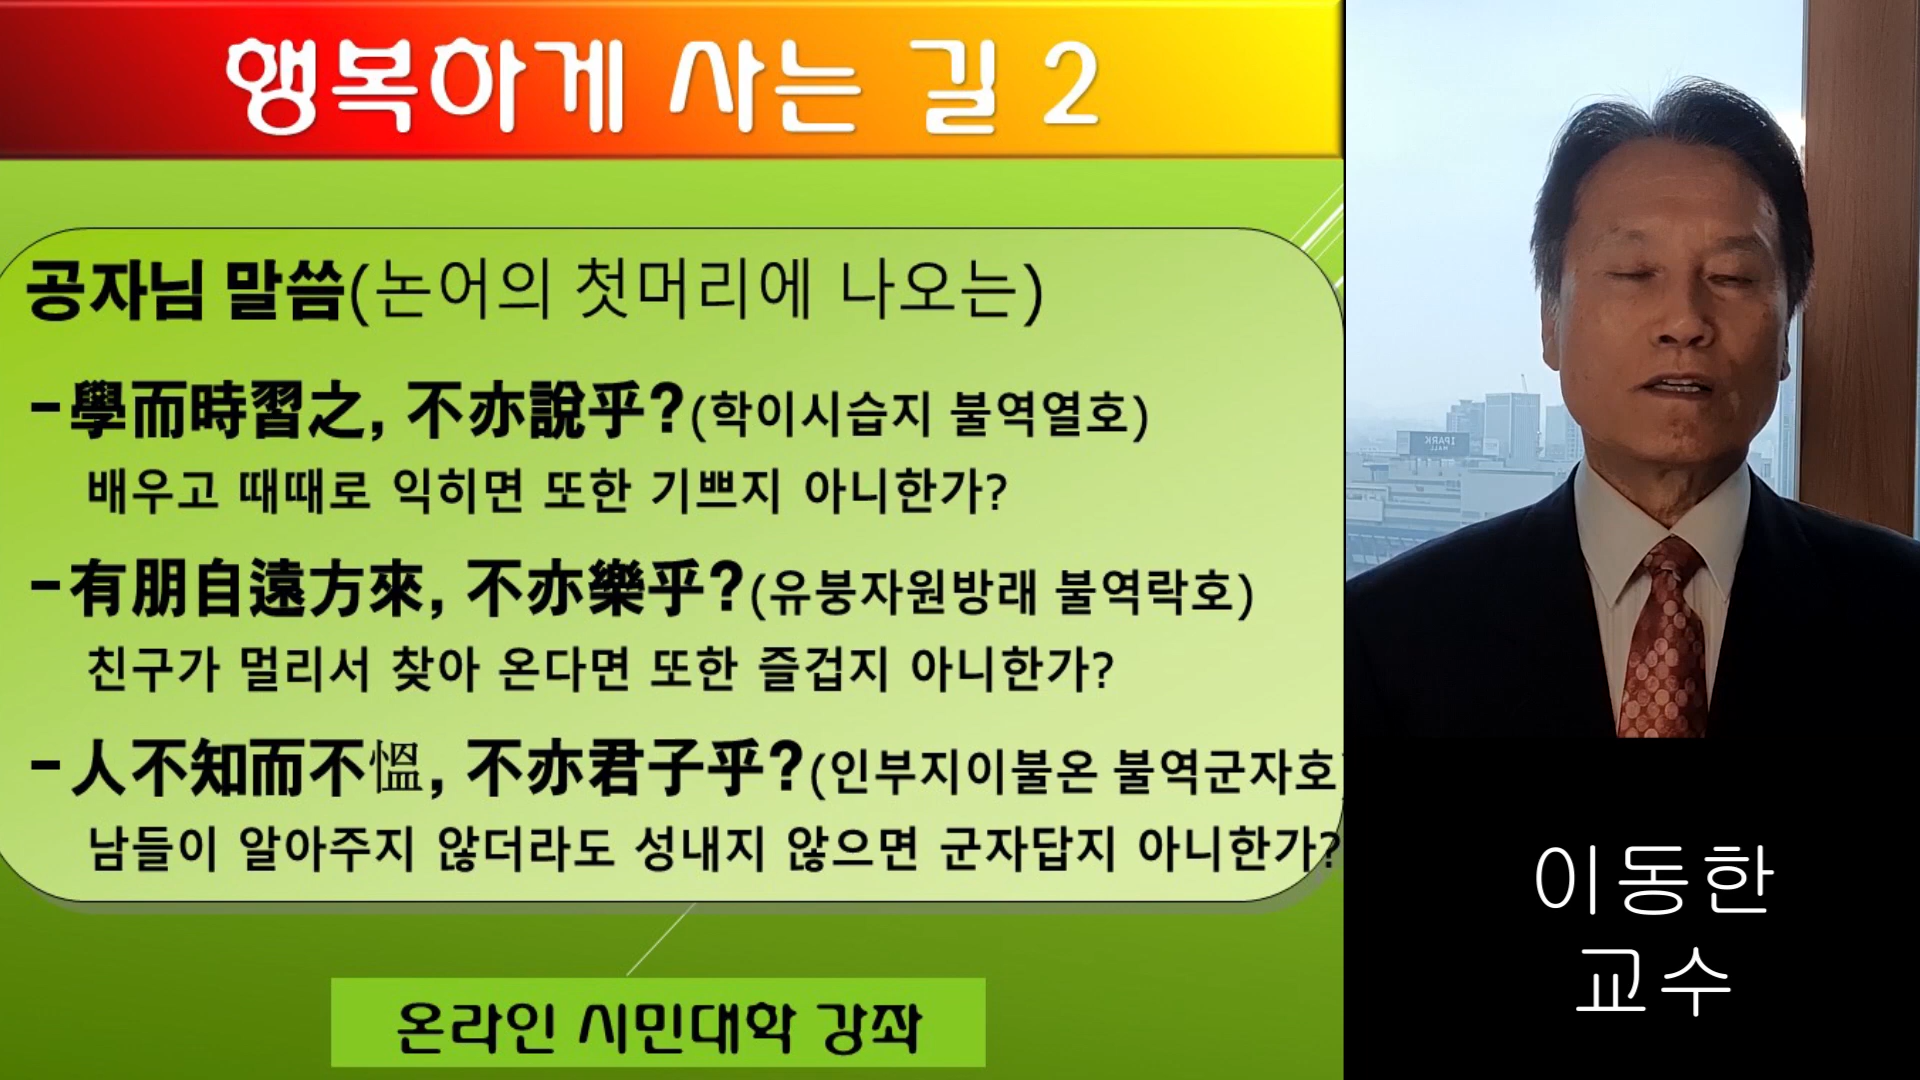 행복하게 사는 길 2
공자님 말씀(논어의 첫머리에 나오는)
-學而時習之, 不亦說乎?(학이시습지 불역열호)
배우고 때때로 익히면 또한 기쁘지 아니한가?
-有朋自遠方來, 不亦樂乎?(유붕자원방래 불역락호)
친구가 멀리서 찾아 온다면 또한 즐겁지 아니한가?
-人不知而不慍, 不亦君子乎?(인부지이불온 불역군자호)
남들이 알아주지 않더라도 성내지 않으면 군자답지 아니한가?
온라인 시민대학 강좌
IPARK
MALL
이동한
교수